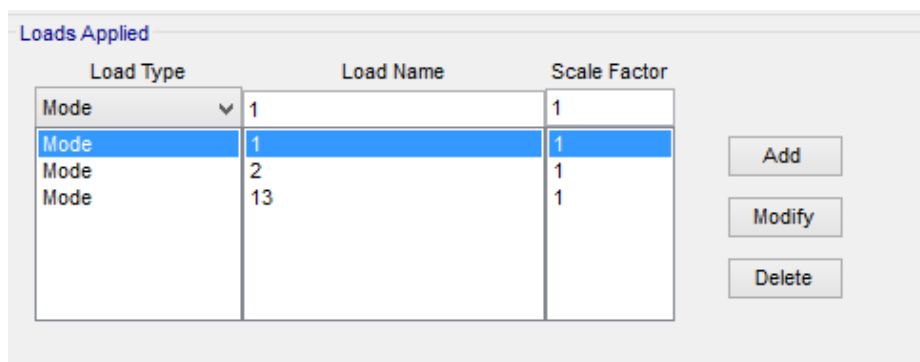 Loads Applied
Load Type Load Name Scale Factor
Mode 1 1
Mode 1 1
Mode 2 1
Mode 13 1
Add
Modify
Delete